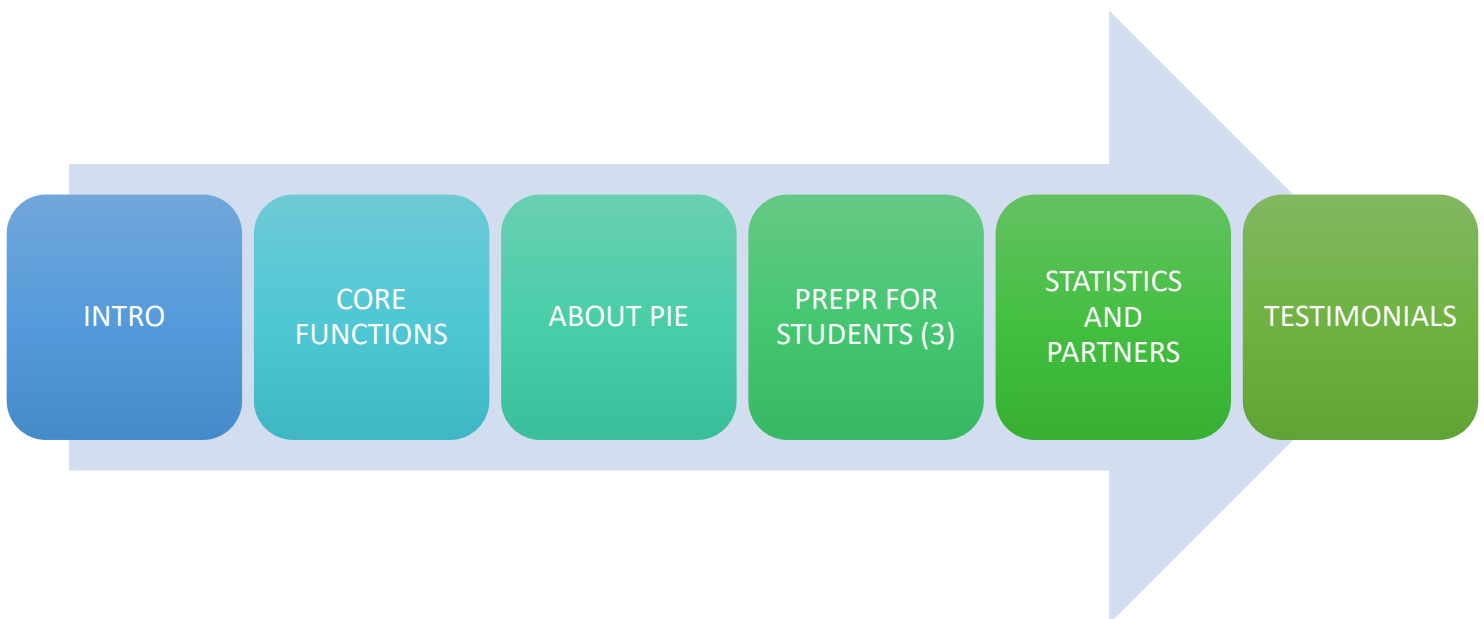 INTRO
CORE
FUNCTIONS
ABOUT PIE
PREPR FOR
STUDENTS (3)
STATISTICS
AND
PARTNERS
TESTIMONIALS